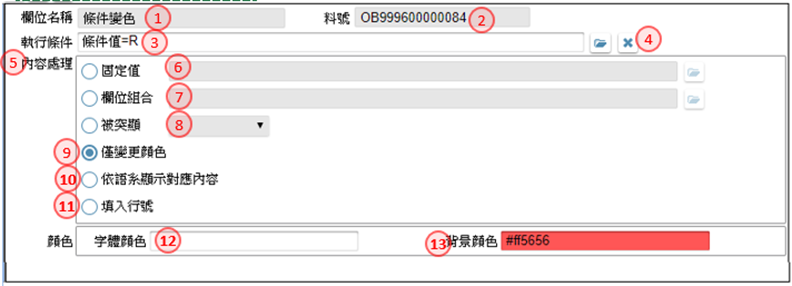 欄位名稱 條件變色 1 料號 OB999600000084 2
執行條件 條件值=R 3 4
5 內容處理 固定值 6
欄位組合 7
被突顯 8
9 僅變更顏色
10 依語系顯示對應內容
11 填入行號
顏色 字體顏色 12 13 背景顏色 #ff5656